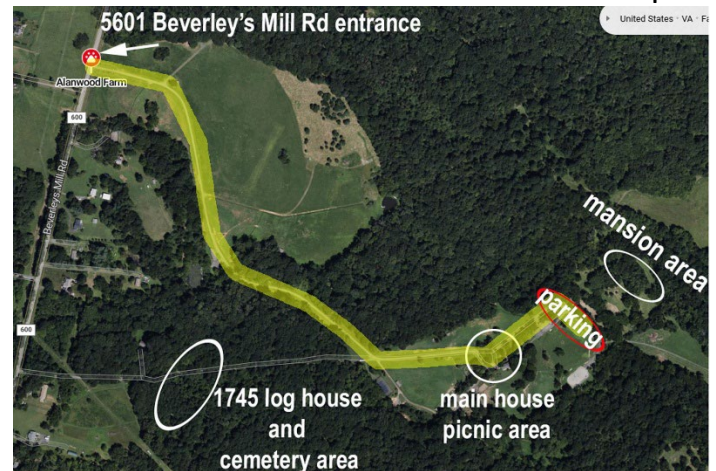 5601 Beverley's Mill Rd entrance
United States · VA · Fa
Alanwood Farm
600
Beverleys Mill Rd
mansion area
parking
600
1745 log house
and
cemetery area
main house
picnic area